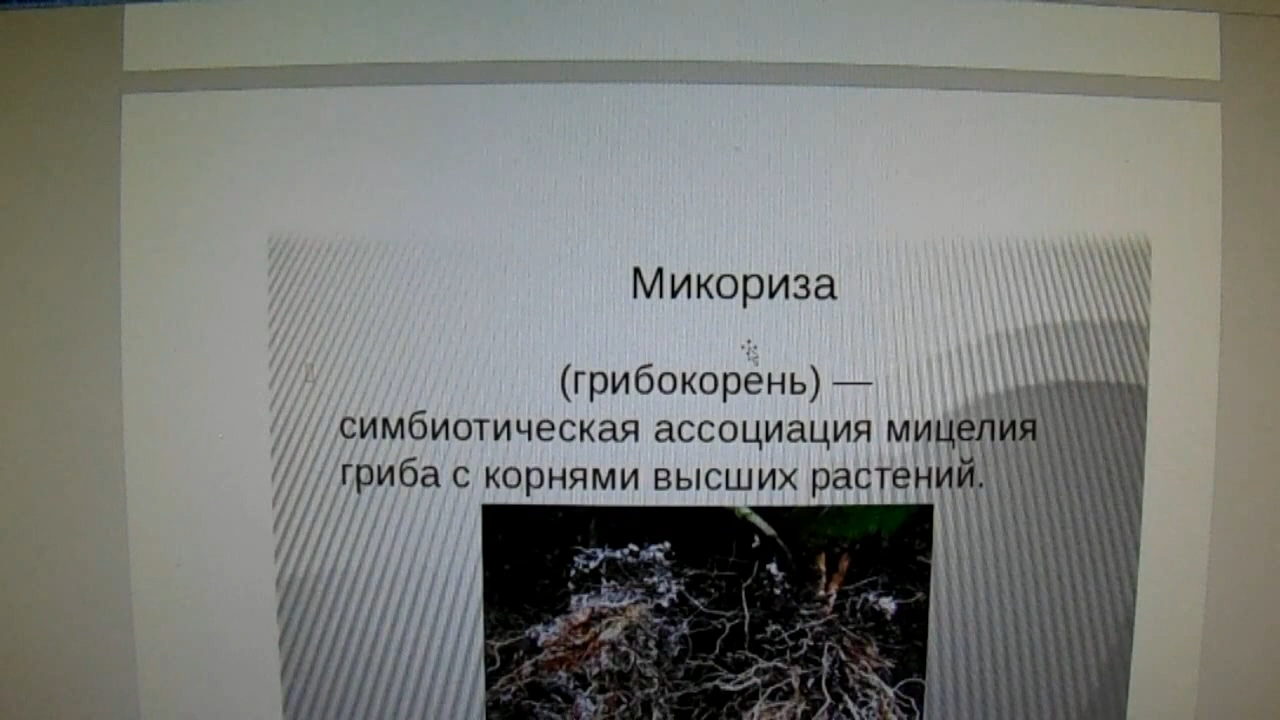 Микориза
(грибокорень) —
симбиотическая ассоциация мицелия
гриба с корнями высших растений.